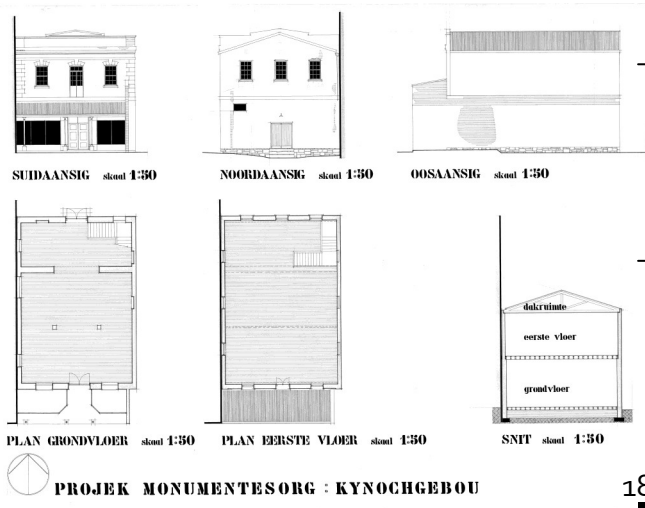 SUIDAANSIG skaal 1:50
NOORDAANSIG skaal 1:50
OOSAANSIG skaal 1:50
dakruimte
eerste vloer
grondvloer
PLAN GRONDVLOER skaal 1:50
PLAN EERSTE VLOER skaal 1:50
SNIT skaal 1:50
PROJEK MONUMENTESORG : KYNOCHGEBOU